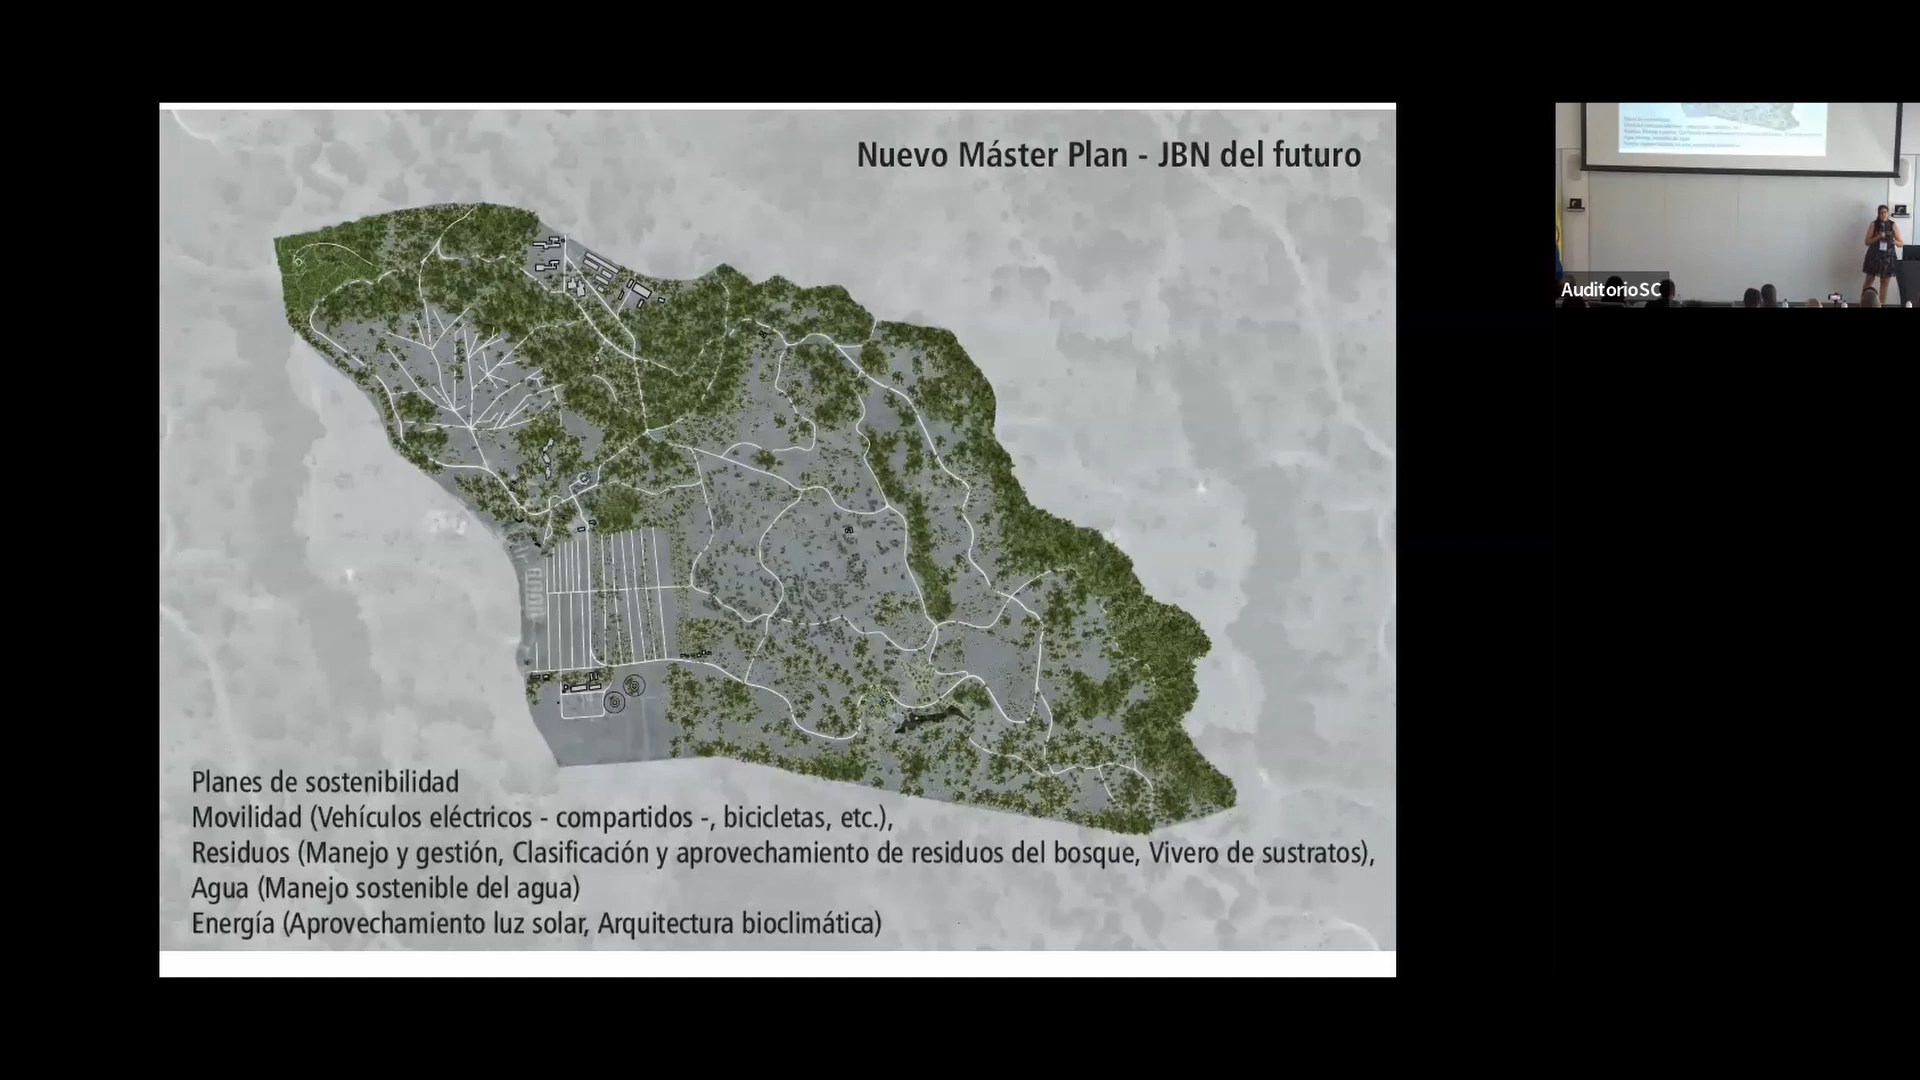 Nuevo Máster Plan - JBN del futuro
Planes de sostenibilidad
Movilidad (Vehículos eléctricos - compartidos -, bicicletas, etc.),
Residuos (Manejo y gestión, Clasificación y aprovechamiento de residuos del bosque, Vivero de sustratos),
Agua (Manejo sostenible del agua)
Energía (Aprovechamiento luz solar, Arquitectura bioclimática)
AuditorioSC